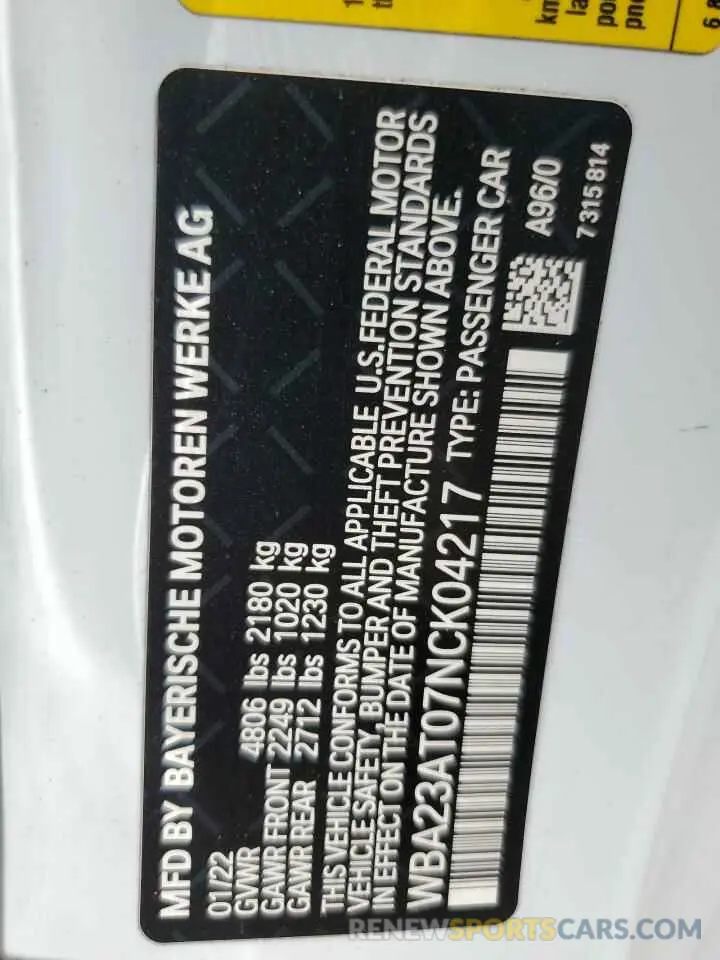 MFD BY BAYERISCHE MOTOREN WERKE AG
01/22
GVWR 4806 lbs 2180 kg
GAWR FRONT 2249 lbs 1020 kg
GAWR REAR 2712 lbs 1230 kg
THIS VEHICLE CONFORMS TO ALL APPLICABLE U.S.FEDERAL MOTOR
VEHICLE SAFETY, BUMPER AND THEFT PREVENTION STANDARDS
IN EFFECT ON THE DATE OF MANUFACTURE SHOWN ABOVE.
WBA23AT07NCK04217 TYPE: PASSENGER CAR
A96/0
7 315 814
RENEWSPORTSCARS.COM